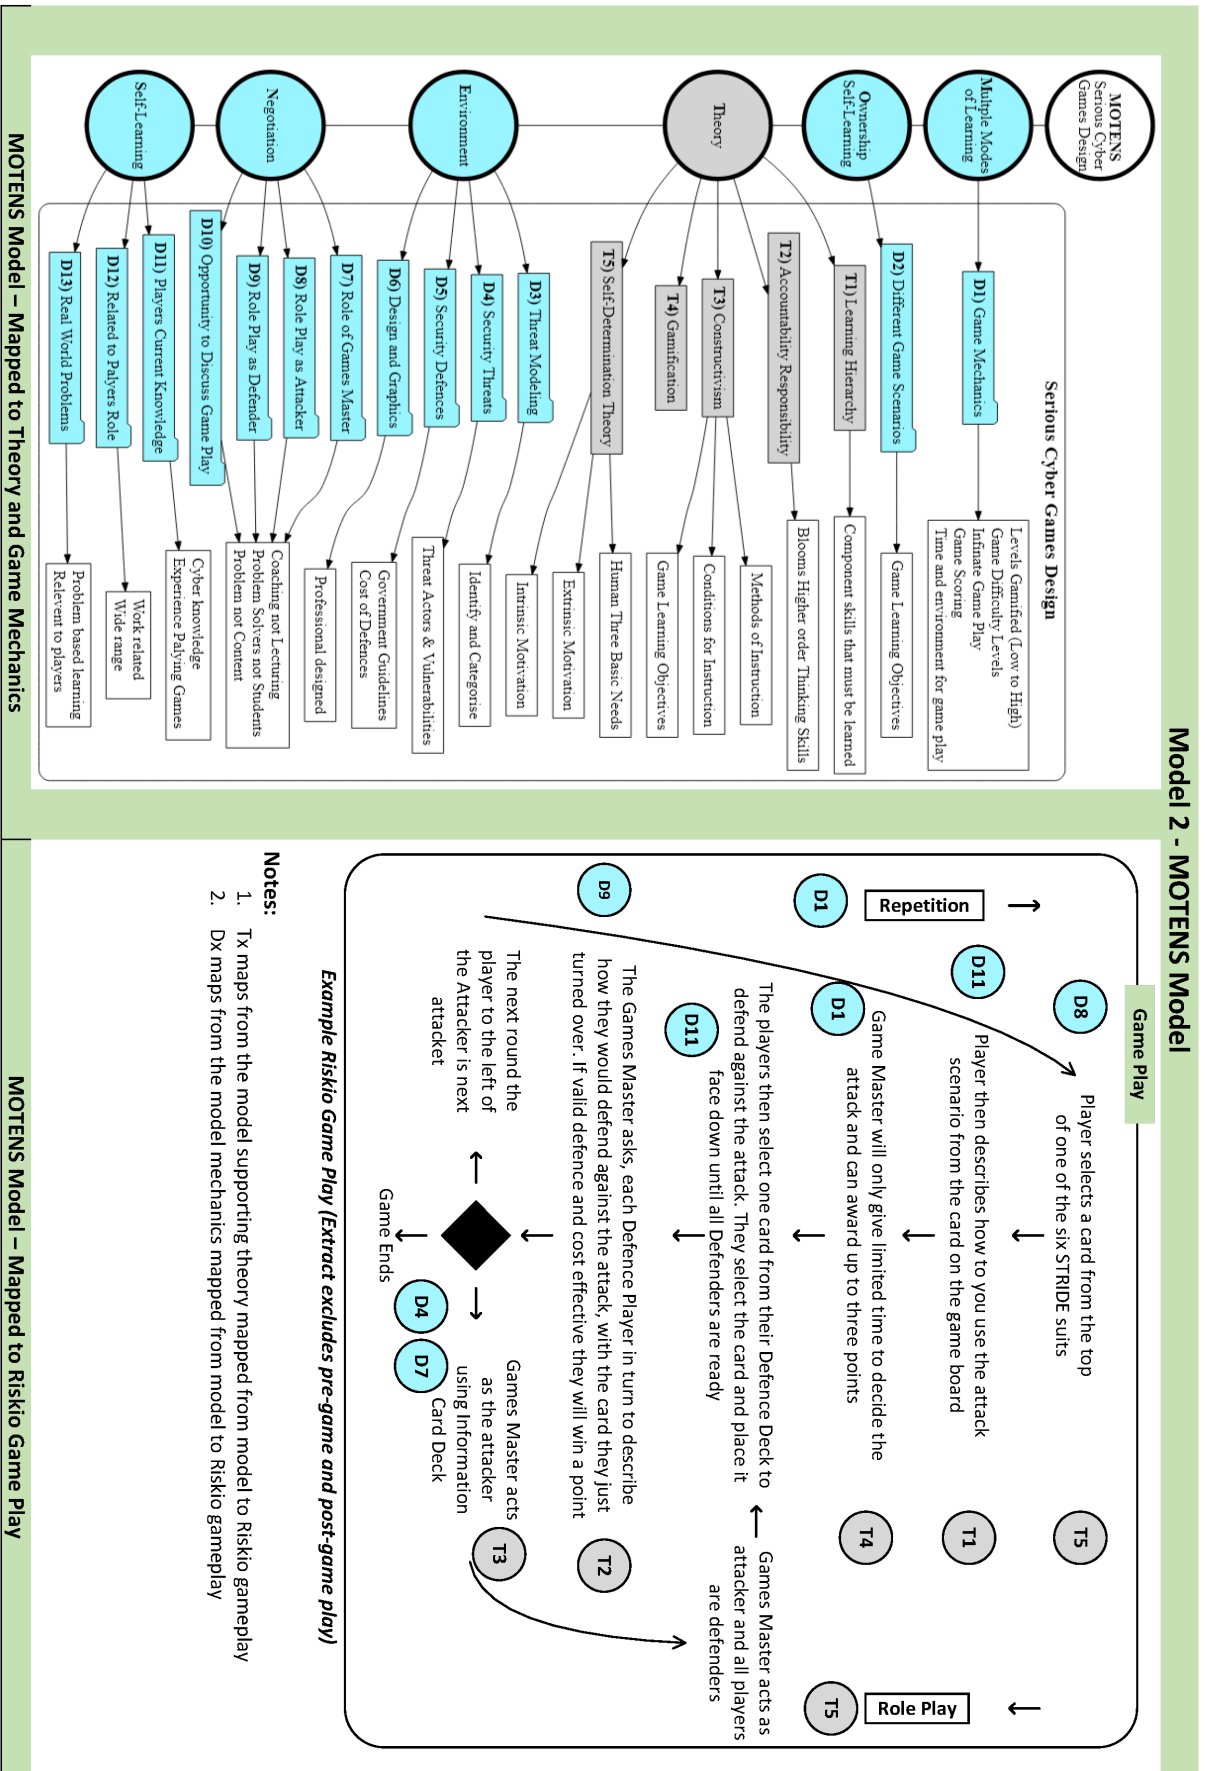 Model 2 - MOTENS Model
MOTENS
Serious Cyber
Games Design
Multiple Modes
of Learning
Ownership
Self-Learning
Theory
Environment
Negotiation
Self-Learning
Serious Cyber Games Design
D1) Game Mechanics
D2) Different Game Scenarios
T1) Learning Hierarchy
T2) Accountability Responsibility
T3) Constructivism
T4) Gamification
T5) Self-Determination Theory
D3) Threat Modeling
D4) Security Threats
D5) Security Defences
D6) Design and Graphics
D7) Role of Games Master
D8) Role Play as Attacker
D9) Role Play as Defender
D10) Opportunity to Discuss Game Play
D11) Players Current Knowledge
D12) Related to Palyers Role
D13) Real World Problems
Levels Gamified (Low to High)
Game Difficulty Levels
Infinate Game Play
Game Scoring
Time and environment for game play
Game Learning Objectives
Component skills that must be learned
Blooms Higher order Thinking Skills
Methods of Instruction
Conditions for Instruction
Game Learning Objectives
Human Three Basic Needs
Extrinsic Motivation
Intrinsic Motivation
Identify and Categorise
Threat Actors & Vulnerabilities
Government Guidelines
Cost of Defences
Professional designed
Coaching not Lecturing
Problem Solvers not Students
Problem not Content
Cyber knowledge
Experience Palying Games
Work related
Wide range
Problem based learning
Relevent to players
MOTENS Model – Mapped to Theory and Game Mechanics
Game Play
D8
Player selects a card from the top
of one of the six STRIDE suits
T5
Repetition
D1
D11
Player then describes how to you use the attack
scenario from the card on the game board
T1
Role Play
T5
D1
Game Master will only give limited time to decide the
attack and can award up to three points
T4
The players then select one card from their Defence Deck to
defend against the attack. They select the card and place it
face down until all Defenders are ready
D11
Games Master acts as
attacker and all players
are defenders
D9
The Games Master asks, each Defence Player in turn to describe
how they would defend against the attack, with the card they just
turned over. If valid defence and cost effective they will win a point
T2
The next round the
player to the left of
the Attacker is next
attacket
Games Master acts
as the attacker
using Information
Card Deck
T3
Game Ends
D4
D7
Example Riskio Game Play (Extract excludes pre-game and post-game play)
Notes:
1. Tx maps from the model supporting theory mapped from model to Riskio gameplay
2. Dx maps from the model mechanics mapped from model to Riskio gameplay
MOTENS Model – Mapped to Riskio Game Play